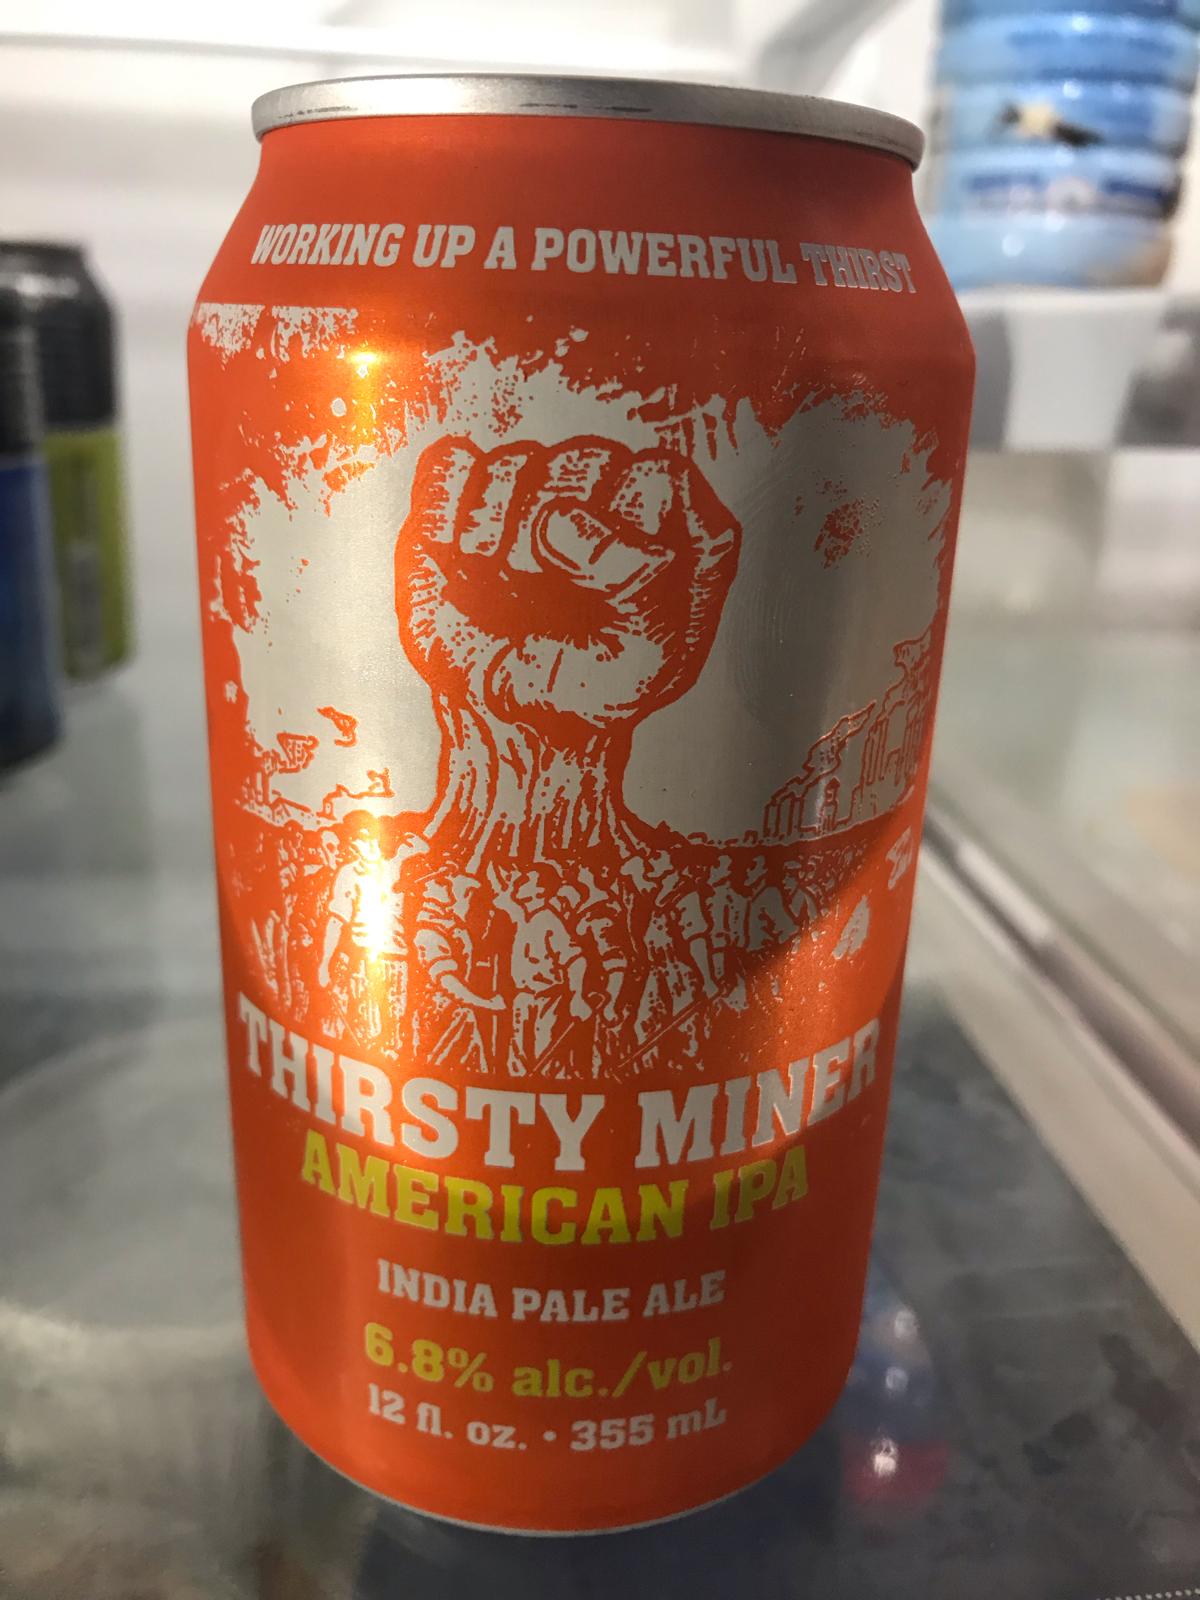 WORKING UP A POWERFUL THIRST
THIRSTY MINER
AMERICAN IPA
INDIA PALE ALE
6.8% alc./vol.
12 fl. oz. • 355 mL